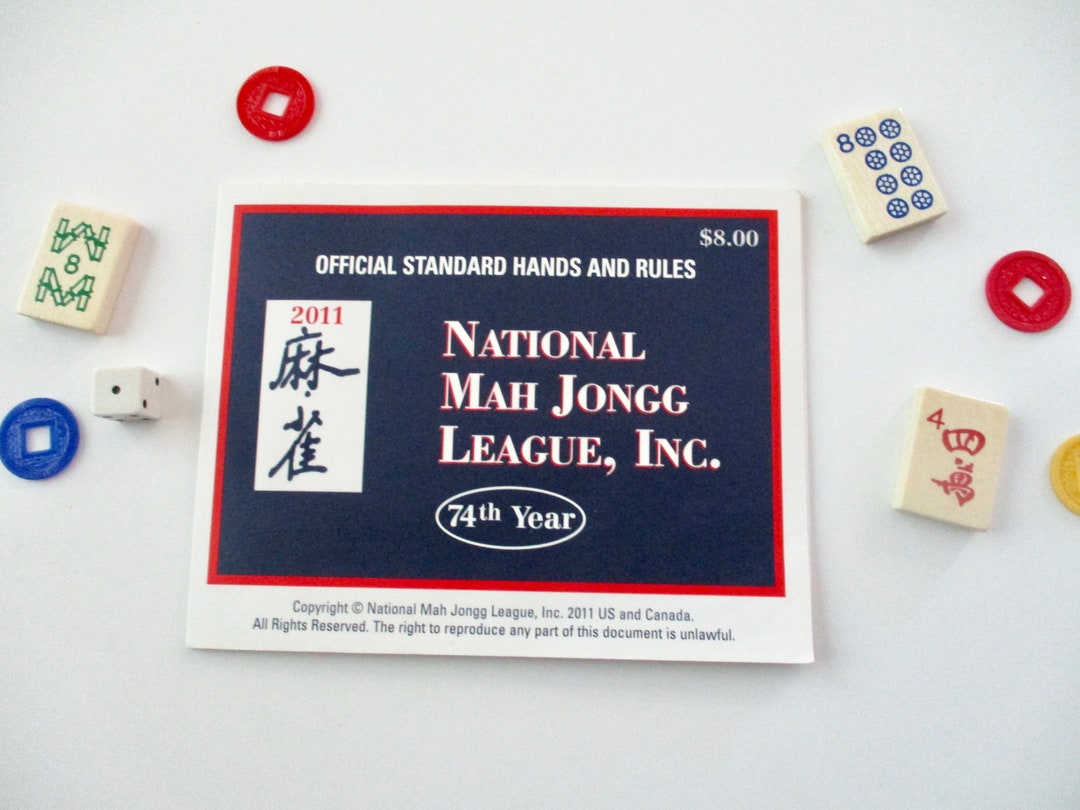 8
8
$8.00
OFFICIAL STANDARD HANDS AND RULES
2011
麻
雀
NATIONAL
MAH JONGG
LEAGUE, INC.
74th Year
4
四
Copyright © National Mah Jongg League, Inc. 2011 US and Canada.
All Rights Reserved. The right to reproduce any part of this document is unlawful.